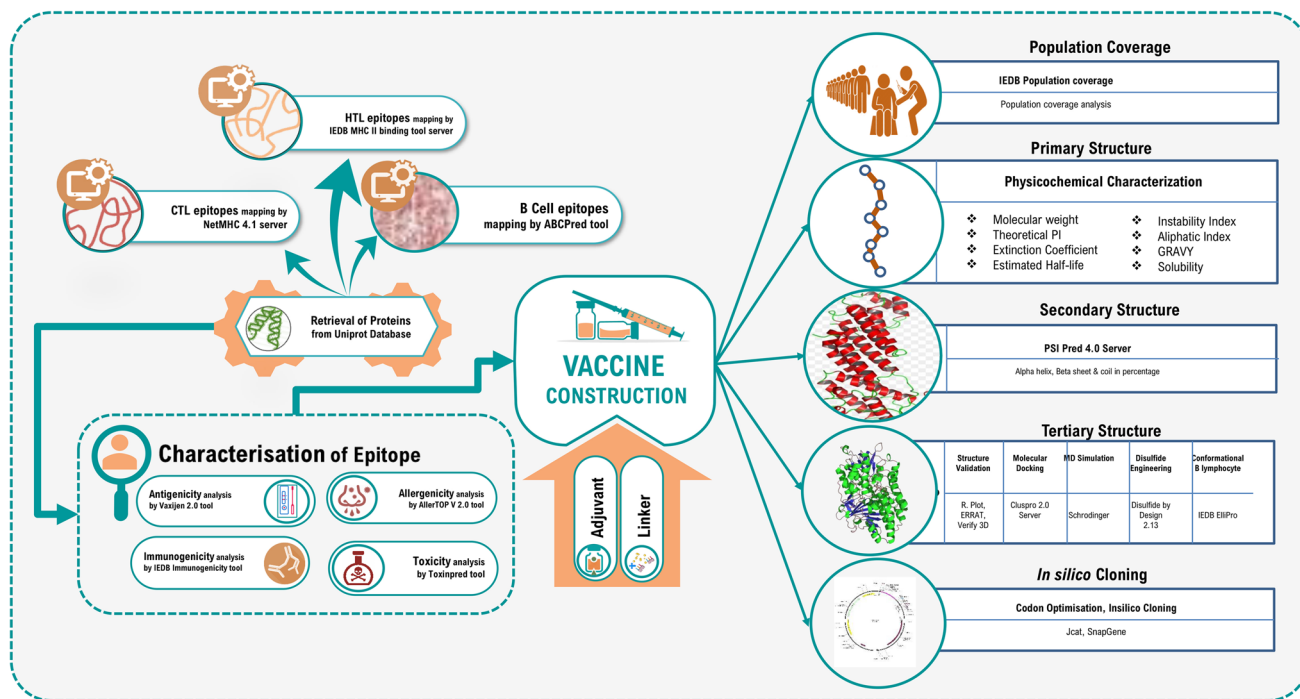 HTL epitopes mapping by
IEDB MHC II binding tool server
CTL epitopes mapping by
NetMHC 4.1 server
B Cell epitopes
mapping by ABCPred tool
Retrieval of Proteins
from Uniprot Database
Characterisation of Epitope
Antigenicity analysis
by Vaxijen 2.0 tool
Allergenicity analysis
by AllerTOP V 2.0 tool
Immunogenicity analysis
by IEDB Immunogenicity tool
Toxicity analysis
by Toxinpred tool
VACCINE
CONSTRUCTION
Adjuvant
Linker
Population Coverage
IEDB Population coverage
Population coverage analysis
Primary Structure
Physicochemical Characterization
❖ Molecular weight
❖ Theoretical PI
❖ Extinction Coefficient
❖ Estimated Half-life
❖ Instability Index
❖ Aliphatic Index
❖ GRAVY
❖ Solubility
Secondary Structure
PSI Pred 4.0 Server
Alpha helix, Beta sheet & coil in percentage
Tertiary Structure
Structure
Validation
R. Plot,
ERRAT,
Verify 3D
Molecular
Docking
Cluspro 2.0
Server
MD Simulation
Schrodinger
Disulfide
Engineering
Disulfide by
Design
2.13
Conformational
B lymphocyte
IEDB ElliPro
In silico Cloning
Codon Optimisation, Insilico Cloning
Jcat, SnapGene